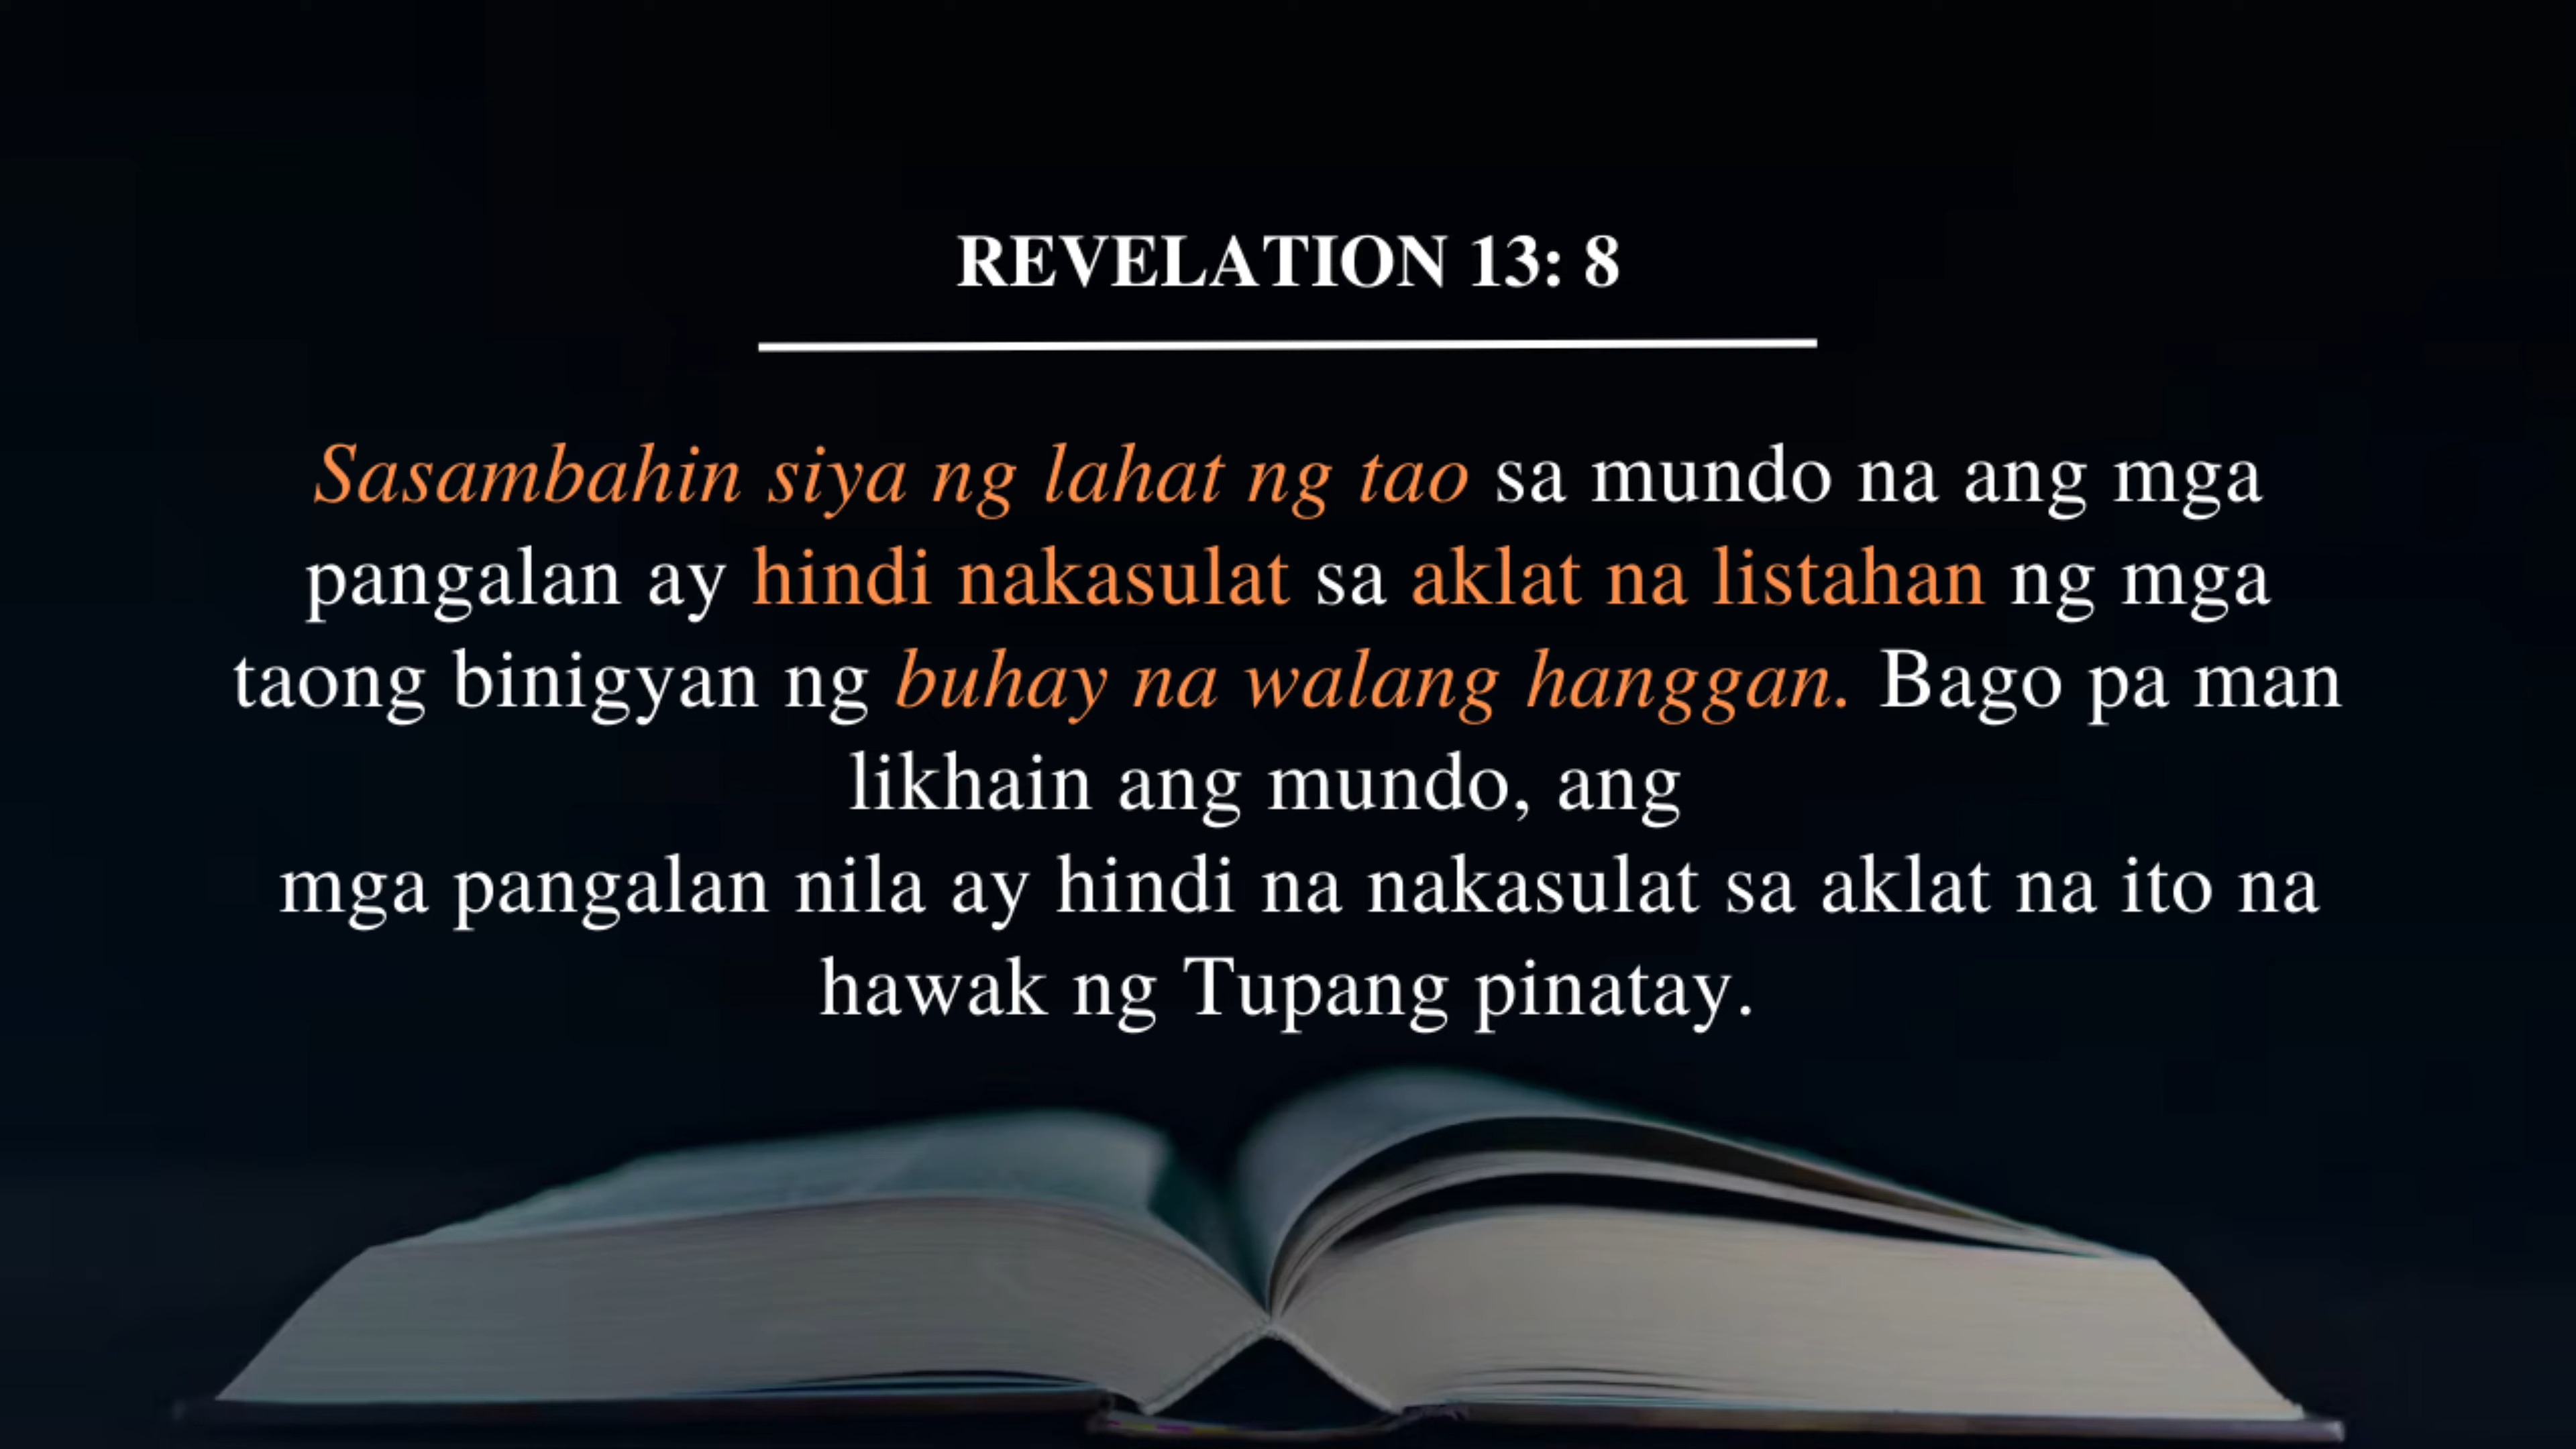 REVELATION 13: 8
Sasambahin siya ng lahat ng tao sa mundo na ang mga
pangalan ay hindi nakasulat sa aklat na listahan ng mga
taong binigyan ng buhay na walang hanggan. Bago pa man
likhain ang mundo, ang
mga pangalan nila ay hindi na nakasulat sa aklat na ito na
hawak ng Tupang pinatay.